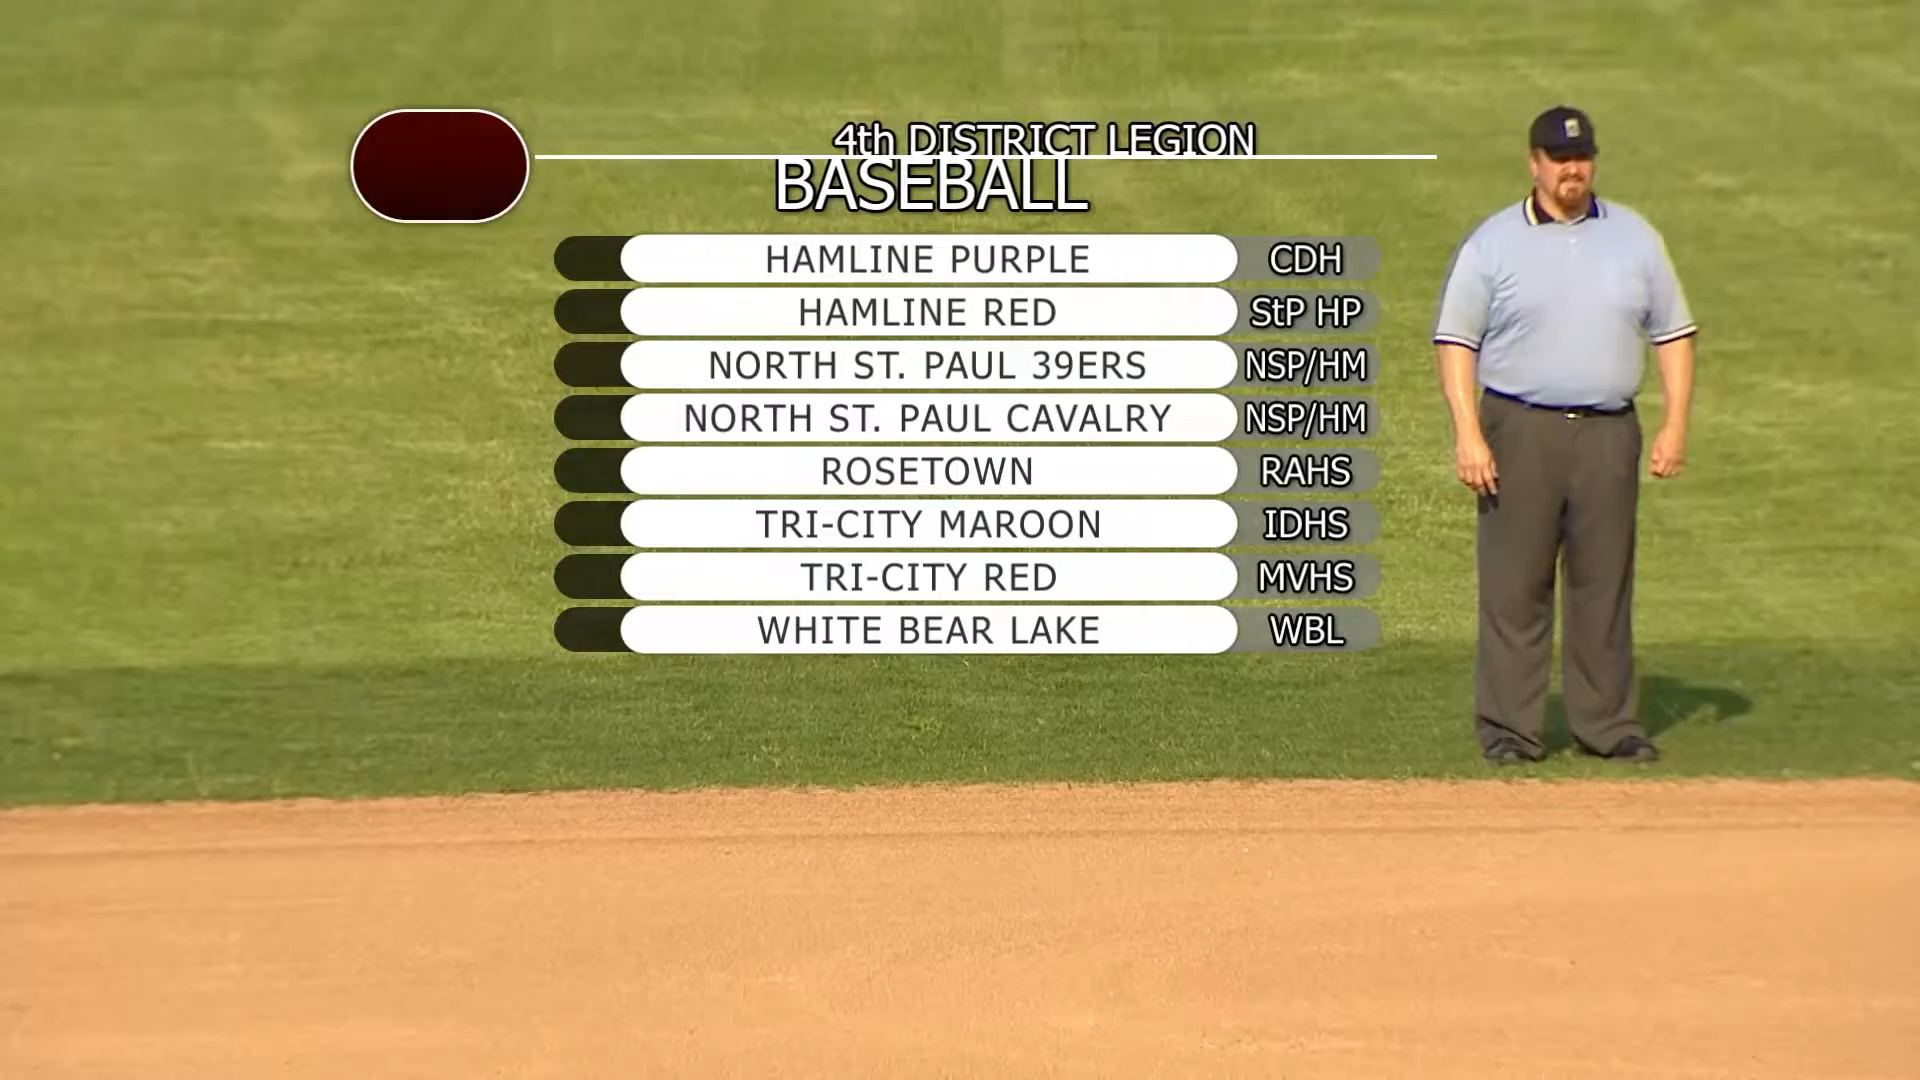 4th DISTRICT LEGION
BASEBALL
HAMLINE PURPLE CDH
HAMLINE RED StP HP
NORTH ST. PAUL 39ERS NSP/HM
NORTH ST. PAUL CAVALRY NSP/HM
ROSETOWN RAHS
TRI-CITY MAROON IDHS
TRI-CITY RED MVHS
WHITE BEAR LAKE WBL